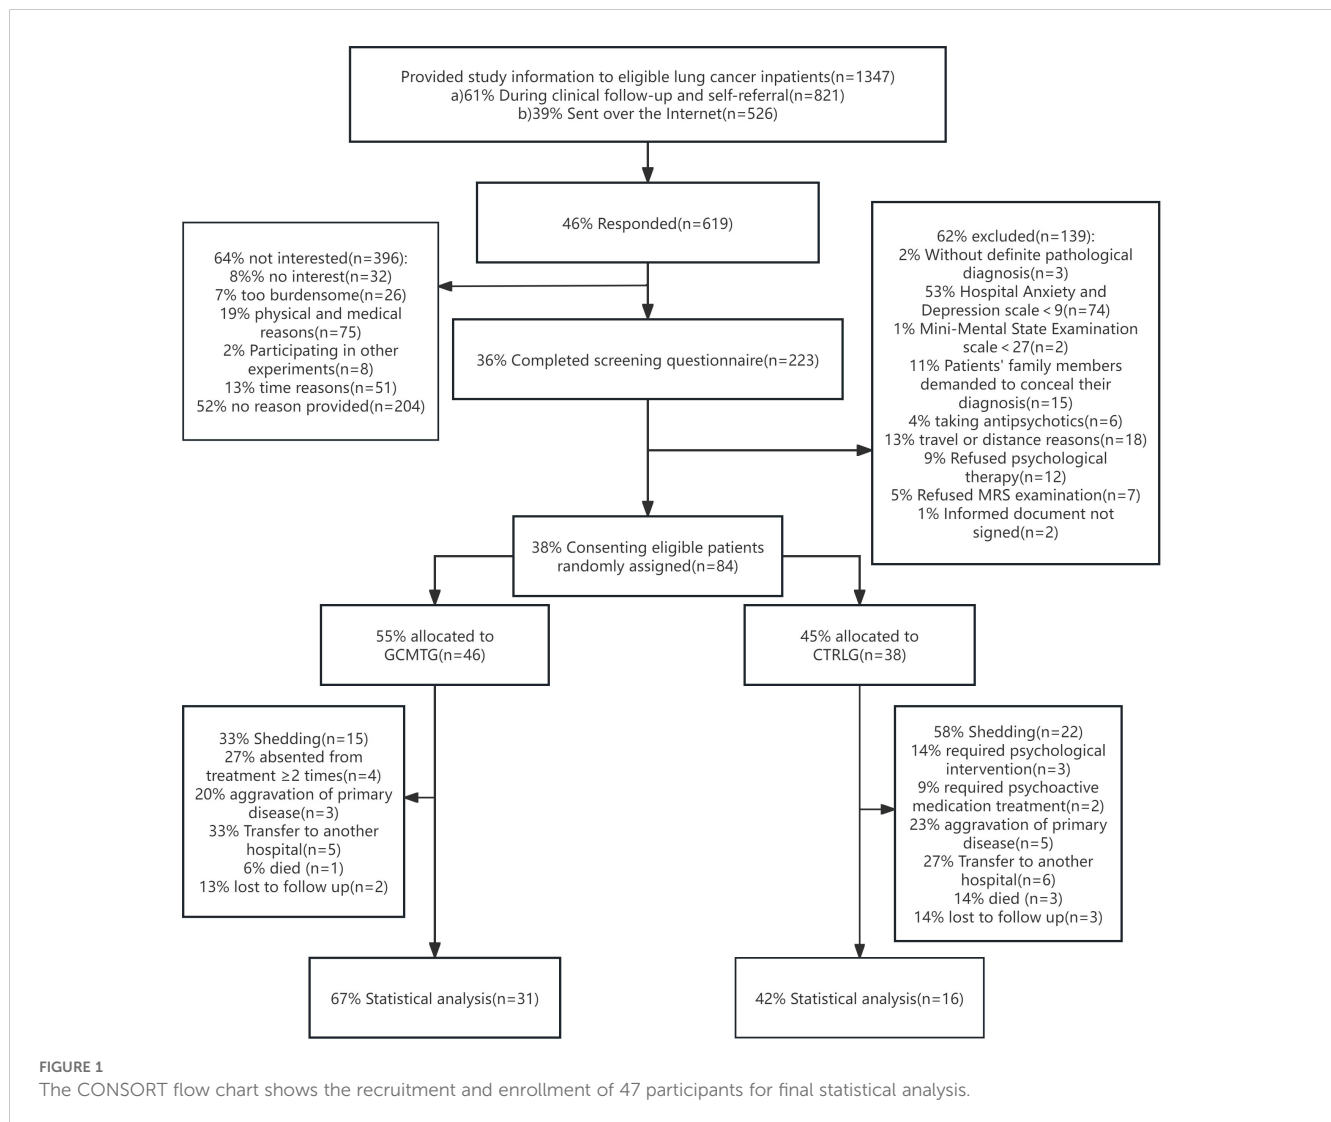 Provided study information to eligible lung cancer inpatients(n=1347)
a)61% During clinical follow-up and self-referral(n=821)
b)39% Sent over the Internet(n=526)
46% Responded(n=619)
64% not interested(n=396):
8%% no interest(n=32)
7% too burdensome(n=26)
19% physical and medical
reasons(n=75)
2% Participating in other
experiments(n=8)
13% time reasons(n=51)
52% no reason provided(n=204)
36% Completed screening questionnaire(n=223)
62% excluded(n=139):
2% Without definite pathological
diagnosis(n=3)
53% Hospital Anxiety and
Depression scale<9(n=74)
1% Mini-Mental State Examination
scale<27(n=2)
11% Patients' family members
demanded to conceal their
diagnosis(n=15)
4% taking antipsychotics(n=6)
13% travel or distance reasons(n=18)
9% Refused psychological
therapy(n=12)
5% Refused MRS examination(n=7)
1% Informed document not
signed(n=2)
38% Consenting eligible patients
randomly assigned(n=84)
55% allocated to
GCMTG(n=46)
45% allocated to
CTRLG(n=38)
33% Shedding(n=15)
27% absented from
treatment ≥2 times(n=4)
20% aggravation of primary
disease(n=3)
33% Transfer to another
hospital(n=5)
6% died (n=1)
13% lost to follow up(n=2)
58% Shedding(n=22)
14% required psychological
intervention(n=3)
9% required psychoactive
medication treatment(n=2)
23% aggravation of primary
disease(n=5)
27% Transfer to another
hospital(n=6)
14% died (n=3)
14% lost to follow up(n=3)
67% Statistical analysis(n=31)
42% Statistical analysis(n=16)
FIGURE 1
The CONSORT flow chart shows the recruitment and enrollment of 47 participants for final statistical analysis.